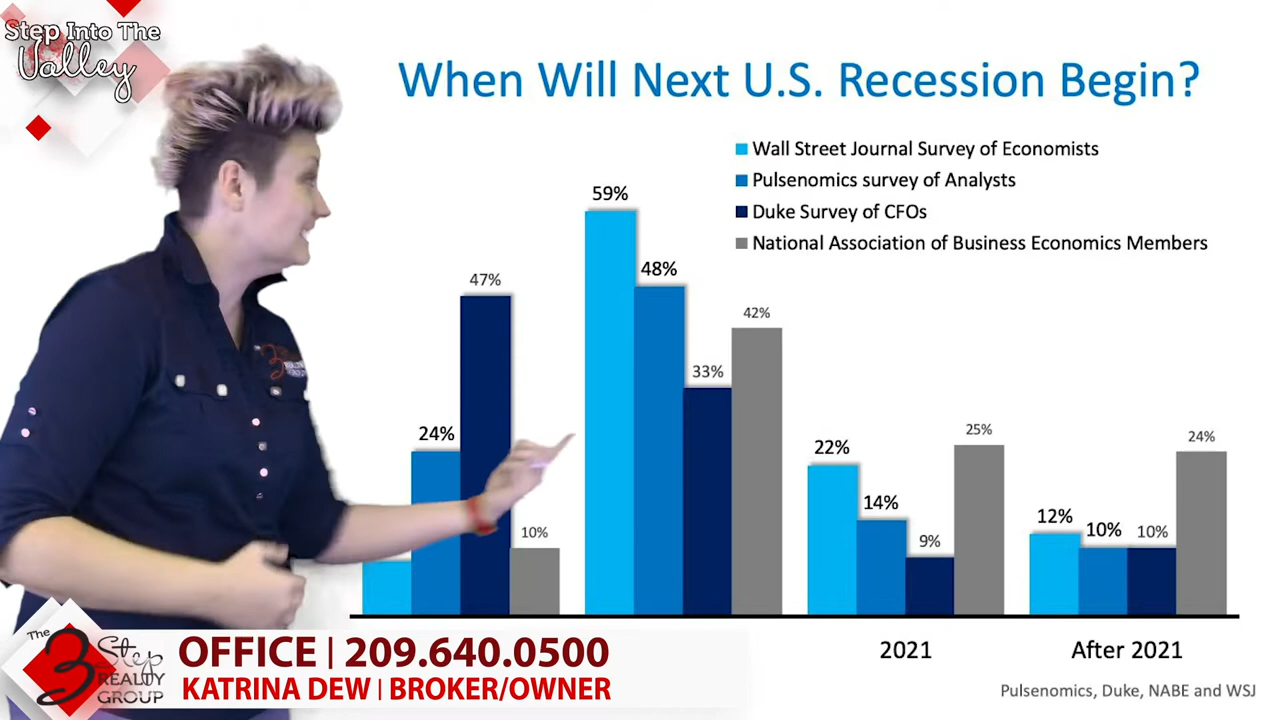 Step Into The
Valley
When Will Next U.S. Recession Begin?
Wall Street Journal Survey of Economists
Pulsenomics survey of Analysts
Duke Survey of CFOs
National Association of Business Economics Members
24%
47%
10%
59%
48%
33%
42%
22%
14%
9%
25%
12%
10%
10%
24%
2021
After 2021
The
3 Step
REALTY
GROUP
OFFICE | 209.640.0500
KATRINA DEW | BROKER/OWNER
Pulsenomics, Duke, NABE and WSJ